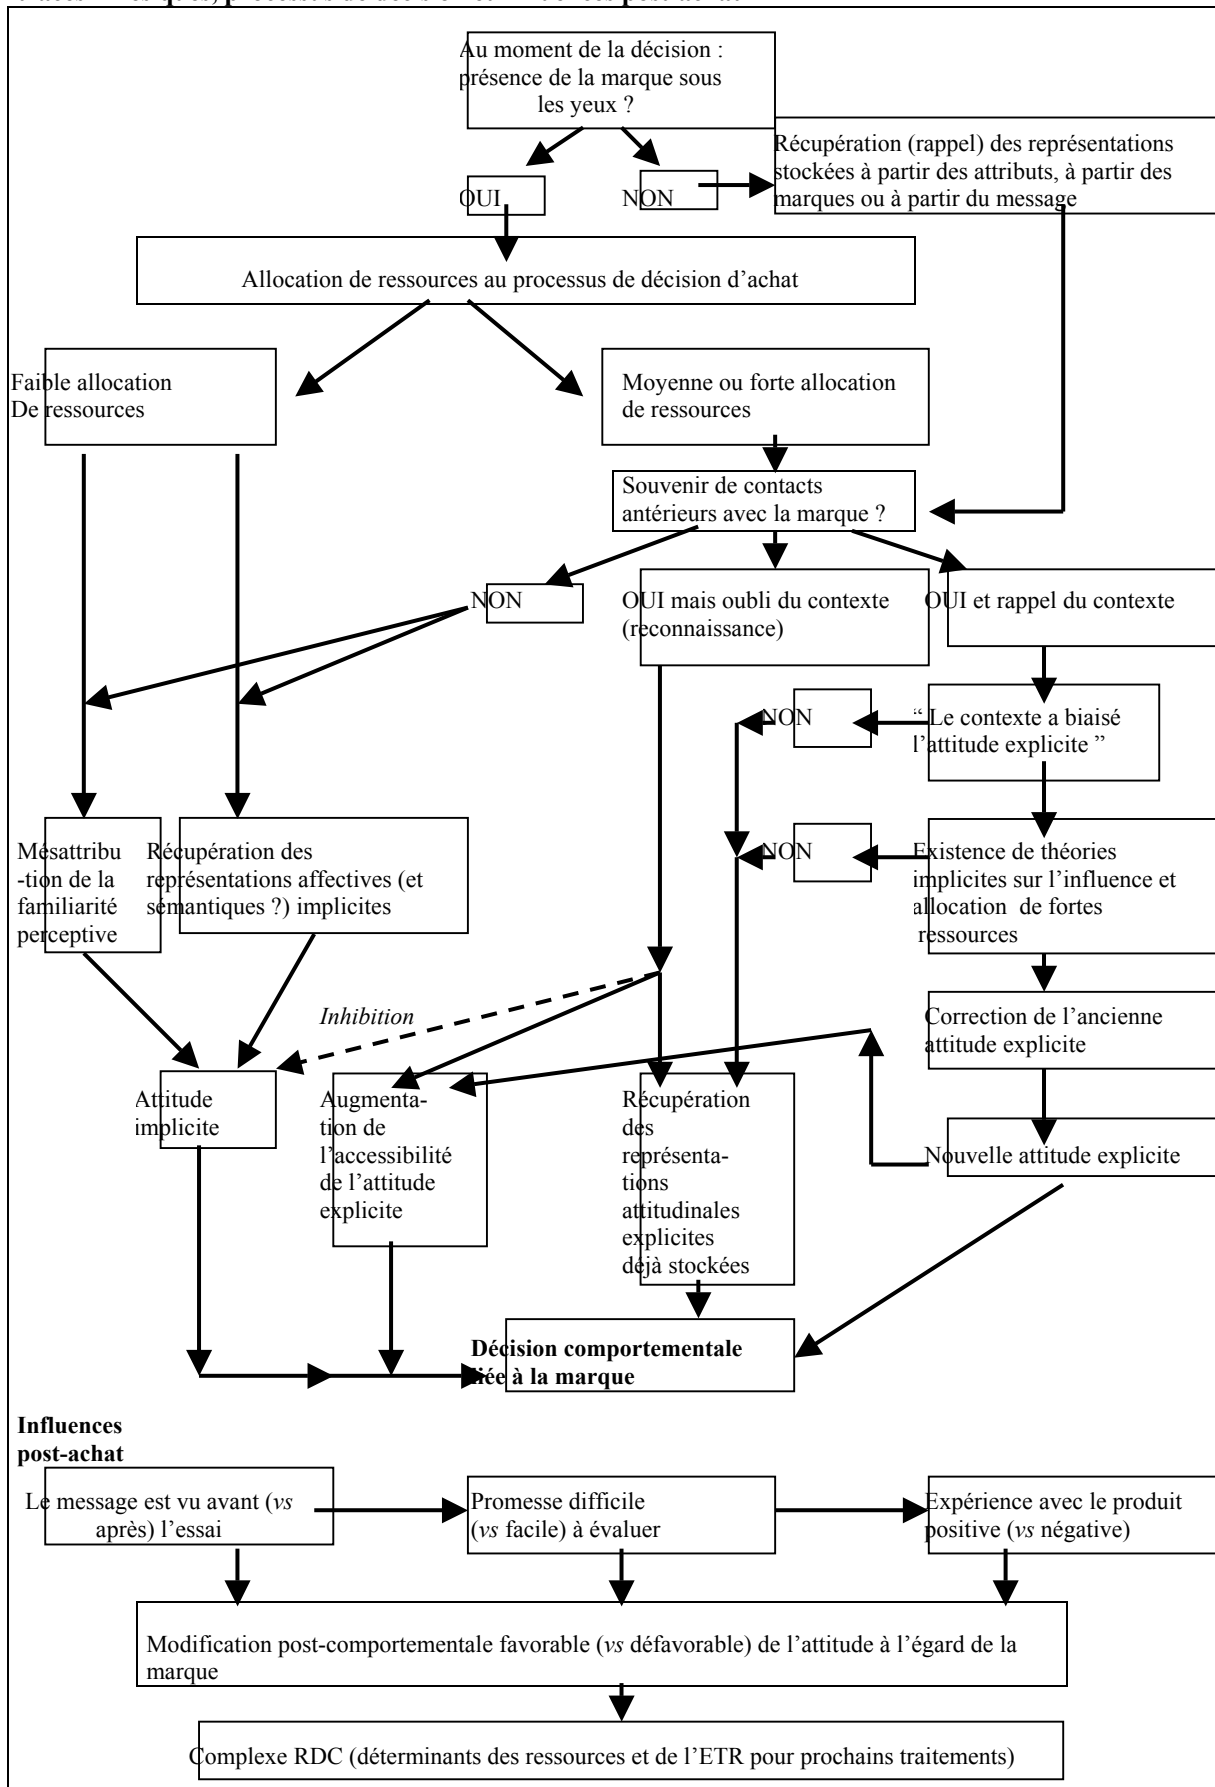 Au moment de la décision :
présence de la marque sous
les yeux ?
Récupération (rappel) des représentations
stockées à partir des attributs, à partir des
marques ou à partir du message
OUI
NON
Allocation de ressources au processus de décision d’achat
Faible allocation
De ressources
Moyenne ou forte allocation
de ressources
Souvenir de contacts
antérieurs avec la marque ?
NON
OUI mais oubli du contexte
(reconnaissance)
OUI et rappel du contexte
NON
“ Le contexte a biaisé
l’attitude explicite ”
NON
Existence de théories
implicites sur l’influence et
allocation de fortes
ressources
Mésattribu
-tion de la
familiarité
perceptive
Récupération des
représentations affectives (et
sémantiques ?) implicites
Inhibition
Correction de l’ancienne
attitude explicite
Attitude
implicite
Augmenta-
tion de
l’accessibilité
de l’attitude
explicite
Récupération
des
représenta-
tions
attitudinales
explicites
déjà stockées
Nouvelle attitude explicite
Décision comportementale
liée à la marque
Influences
post-achat
Le message est vu avant (vs
après) l’essai
Promesse difficile
(vs facile) à évaluer
Expérience avec le produit
positive (vs négative)
Modification post-comportementale favorable (vs défavorable) de l’attitude à l’égard de la
marque
Complexe RDC (déterminants des ressources et de l’ETR pour prochains traitements)